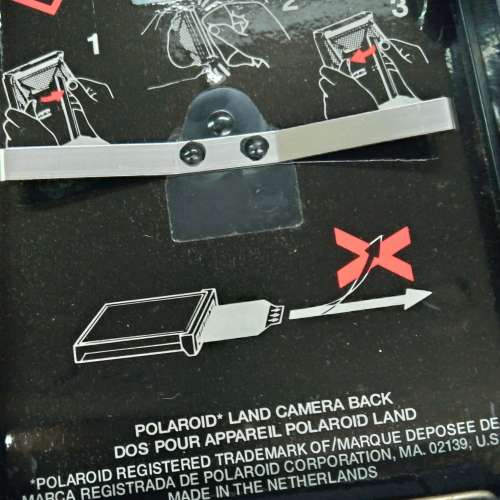 1
2
3
POLAROID* LAND CAMERA BACK
DOS POUR APPAREIL POLAROID LAND
*POLAROID REGISTERED TRADEMARK OF/MARQUE DEPOSEE DE
MARCA REGISTRADA DE POLAROID CORPORATION, MA. 02139, U.S
MADE IN THE NETHERLANDS